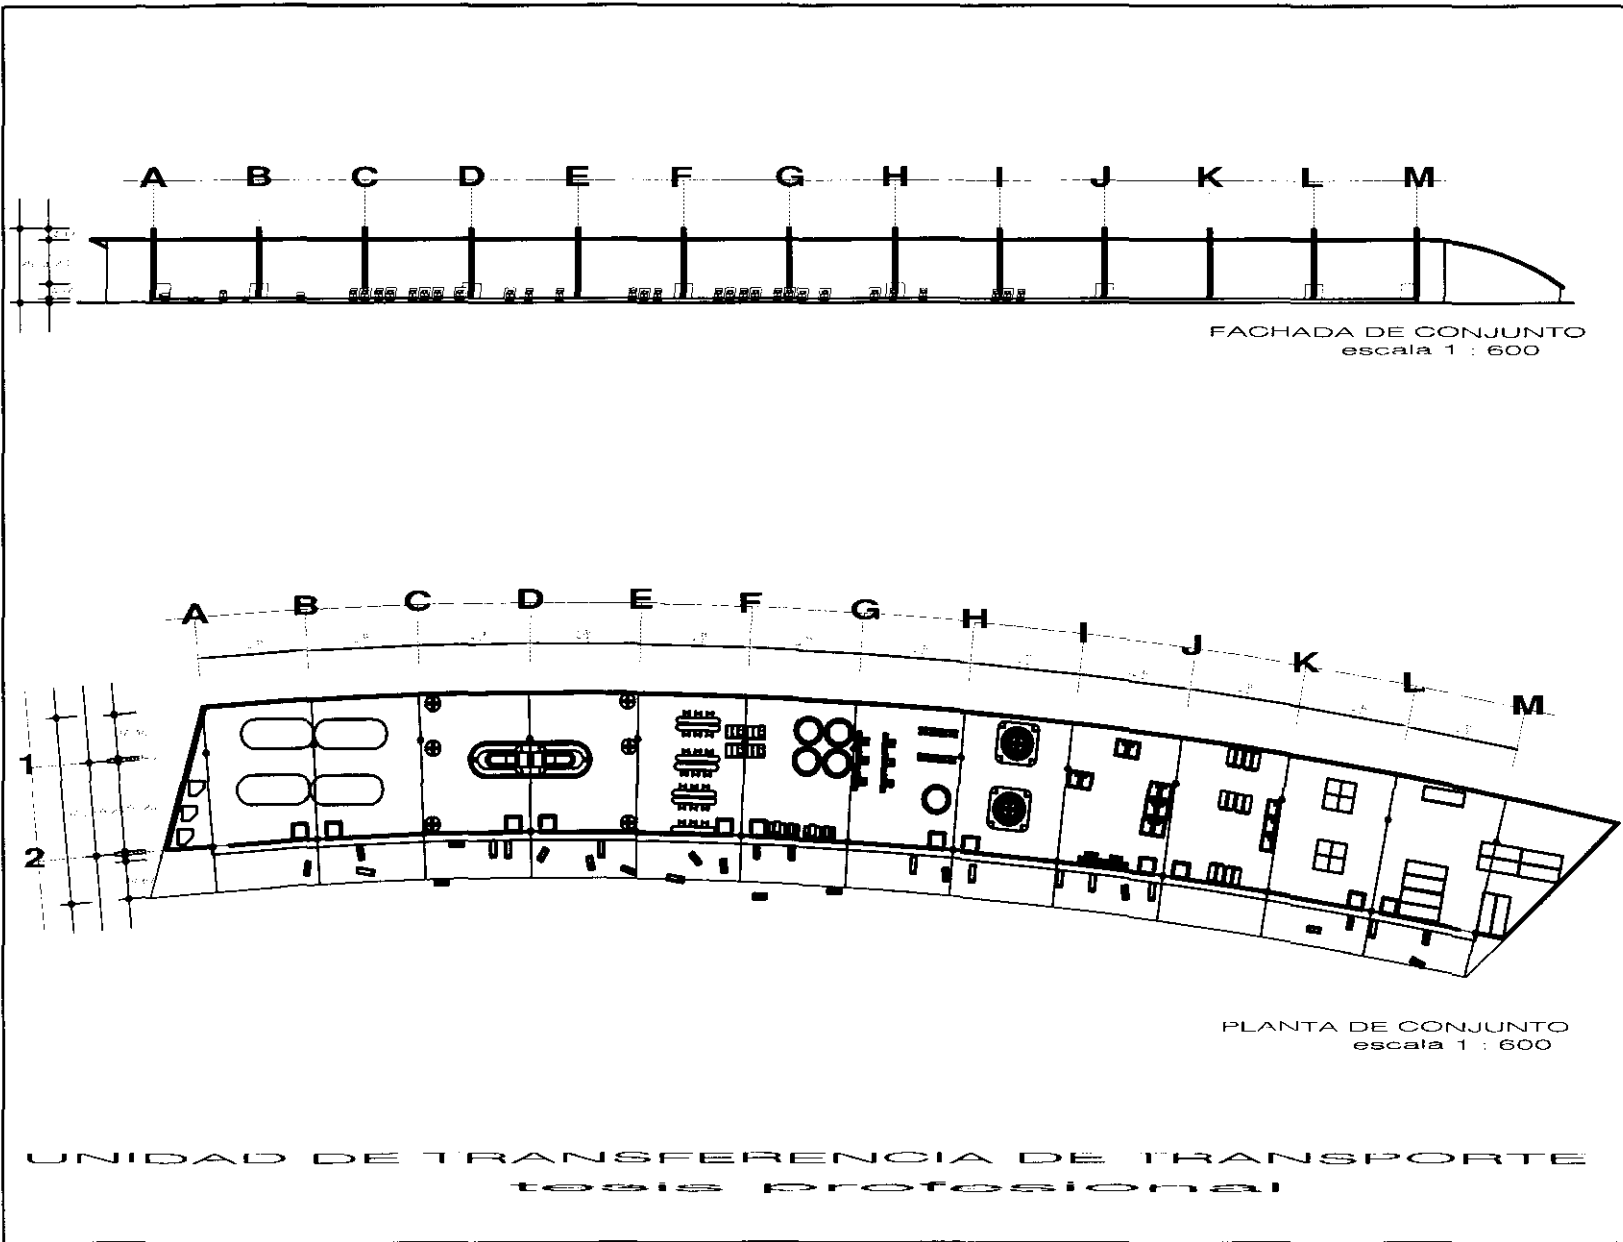 A B C D E F G H I J K L M
FACHADA DE CONJUNTO
escala 1 : 600
A B C D E F G H I J K L M
1
2
PLANTA DE CONJUNTO
escala 1 : 600
UNIDAD DE TRANSFERENCIA DE TRANSPORTE
tesis profesional